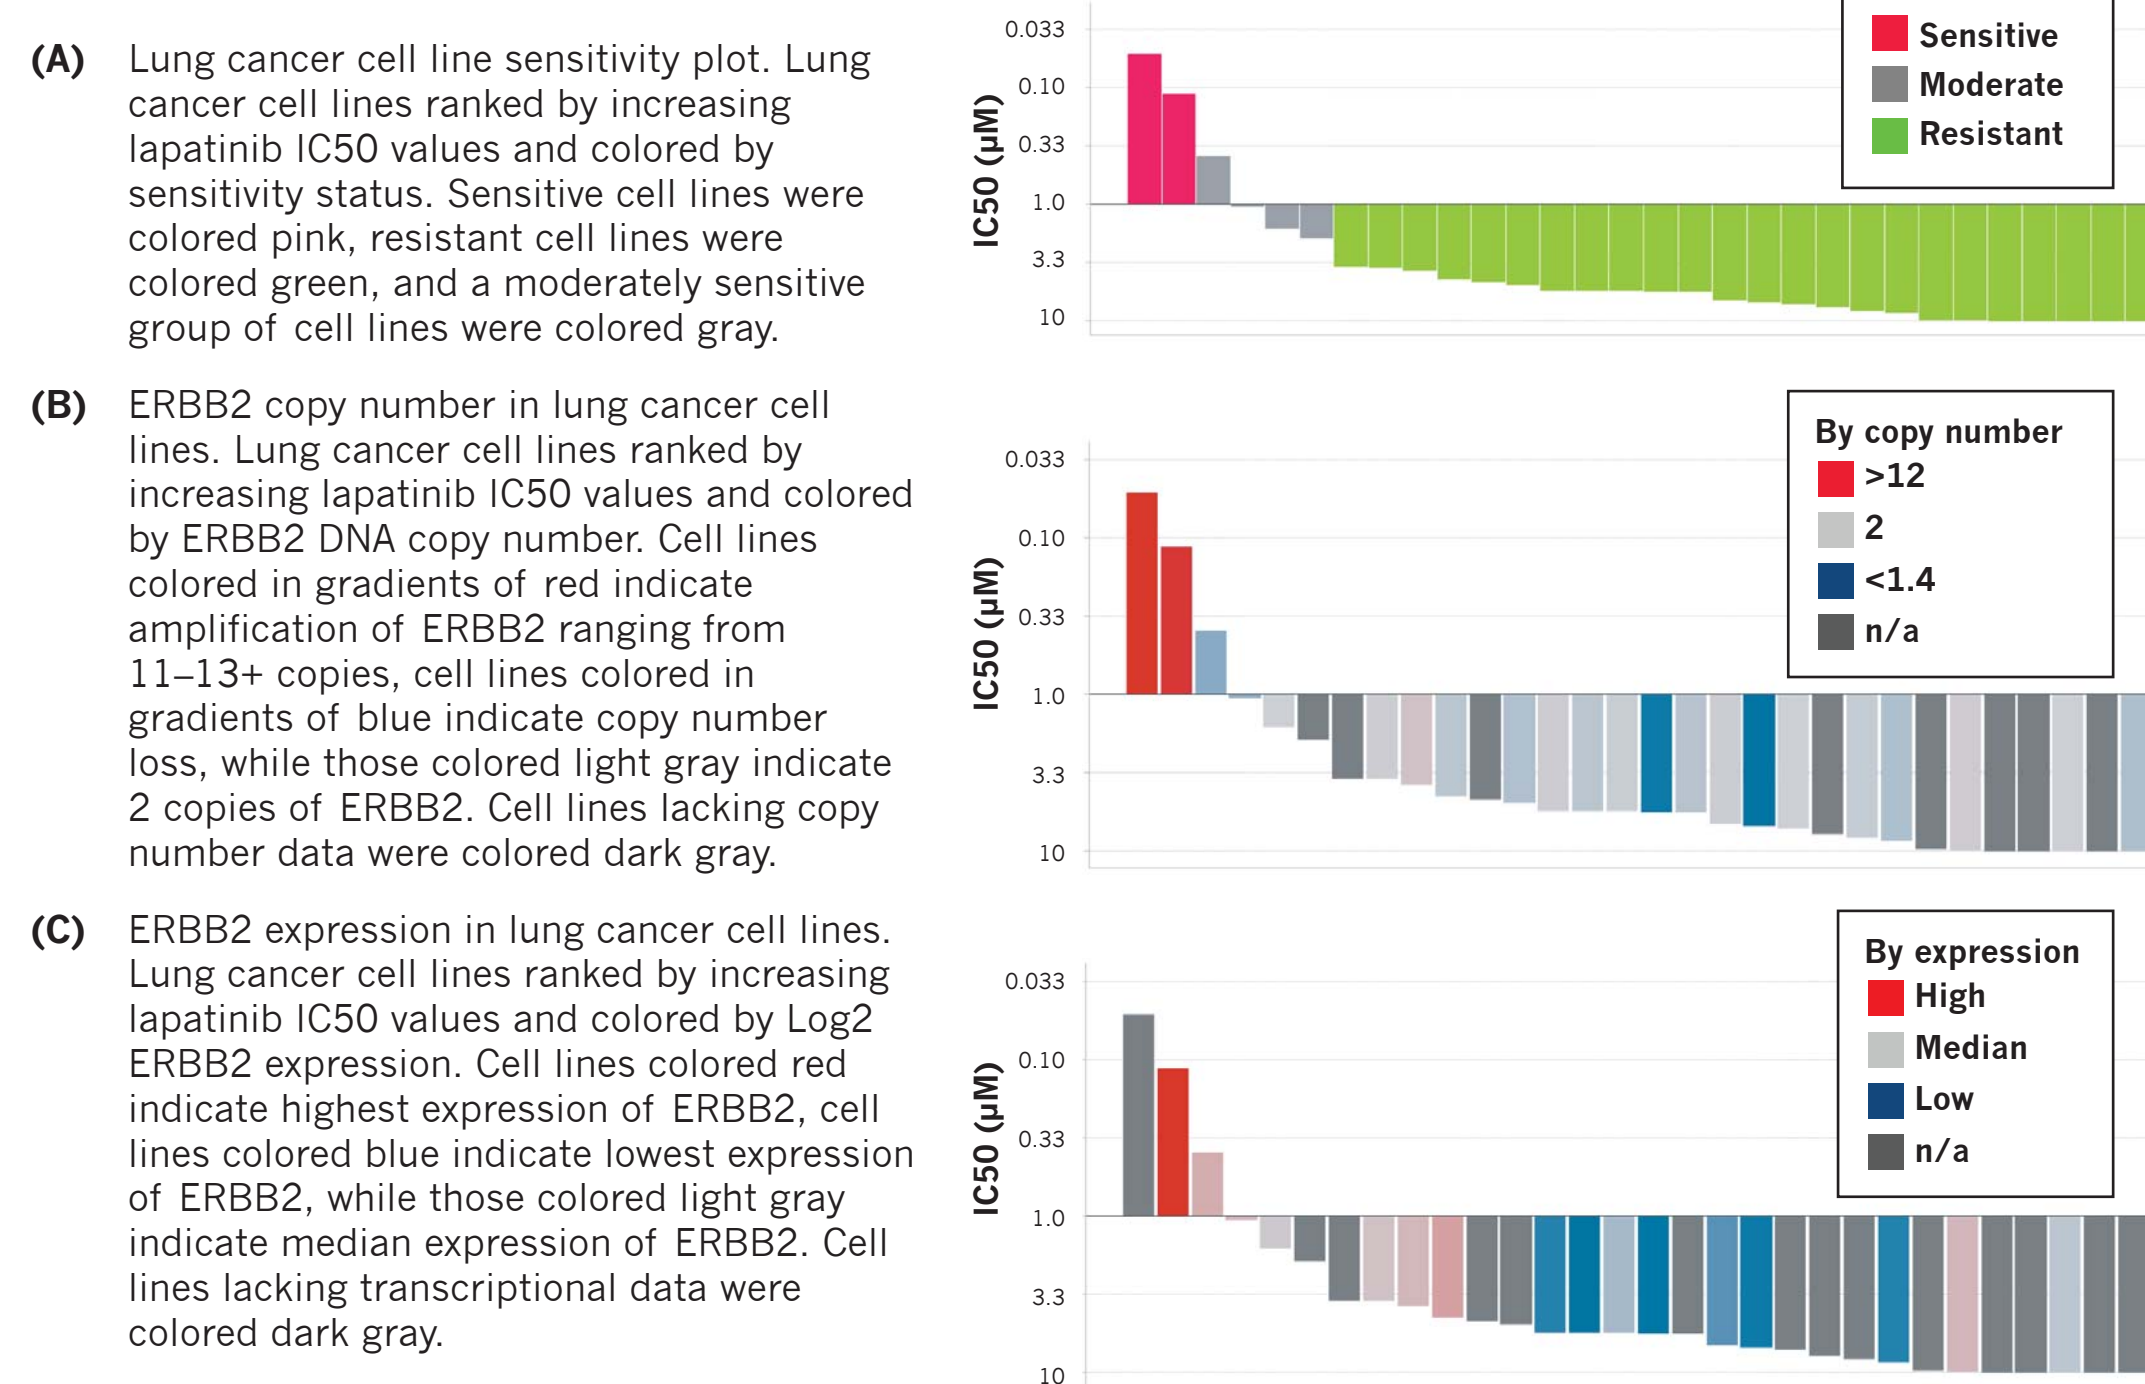 (A) Lung cancer cell line sensitivity plot. Lung
cancer cell lines ranked by increasing
lapatinib IC50 values and colored by
sensitivity status. Sensitive cell lines were
colored pink, resistant cell lines were
colored green, and a moderately sensitive
group of cell lines were colored gray.
IC50 (μM)
0.033
0.10
0.33
1.0
3.3
10
Sensitive
Moderate
Resistant
(B) ERBB2 copy number in lung cancer cell
lines. Lung cancer cell lines ranked by
increasing lapatinib IC50 values and colored
by ERBB2 DNA copy number. Cell lines
colored in gradients of red indicate
amplification of ERBB2 ranging from
11–13+ copies, cell lines colored in
gradients of blue indicate copy number
loss, while those colored light gray indicate
2 copies of ERBB2. Cell lines lacking copy
number data were colored dark gray.
IC50 (μM)
0.033
0.10
0.33
1.0
3.3
10
By copy number
>12
2
<1.4
n/a
(C) ERBB2 expression in lung cancer cell lines.
Lung cancer cell lines ranked by increasing
lapatinib IC50 values and colored by Log2
ERBB2 expression. Cell lines colored red
indicate highest expression of ERBB2, cell
lines colored blue indicate lowest expression
of ERBB2, while those colored light gray
indicate median expression of ERBB2. Cell
lines lacking transcriptional data were
colored dark gray.
IC50 (μM)
0.033
0.10
0.33
1.0
3.3
10
By expression
High
Median
Low
n/a